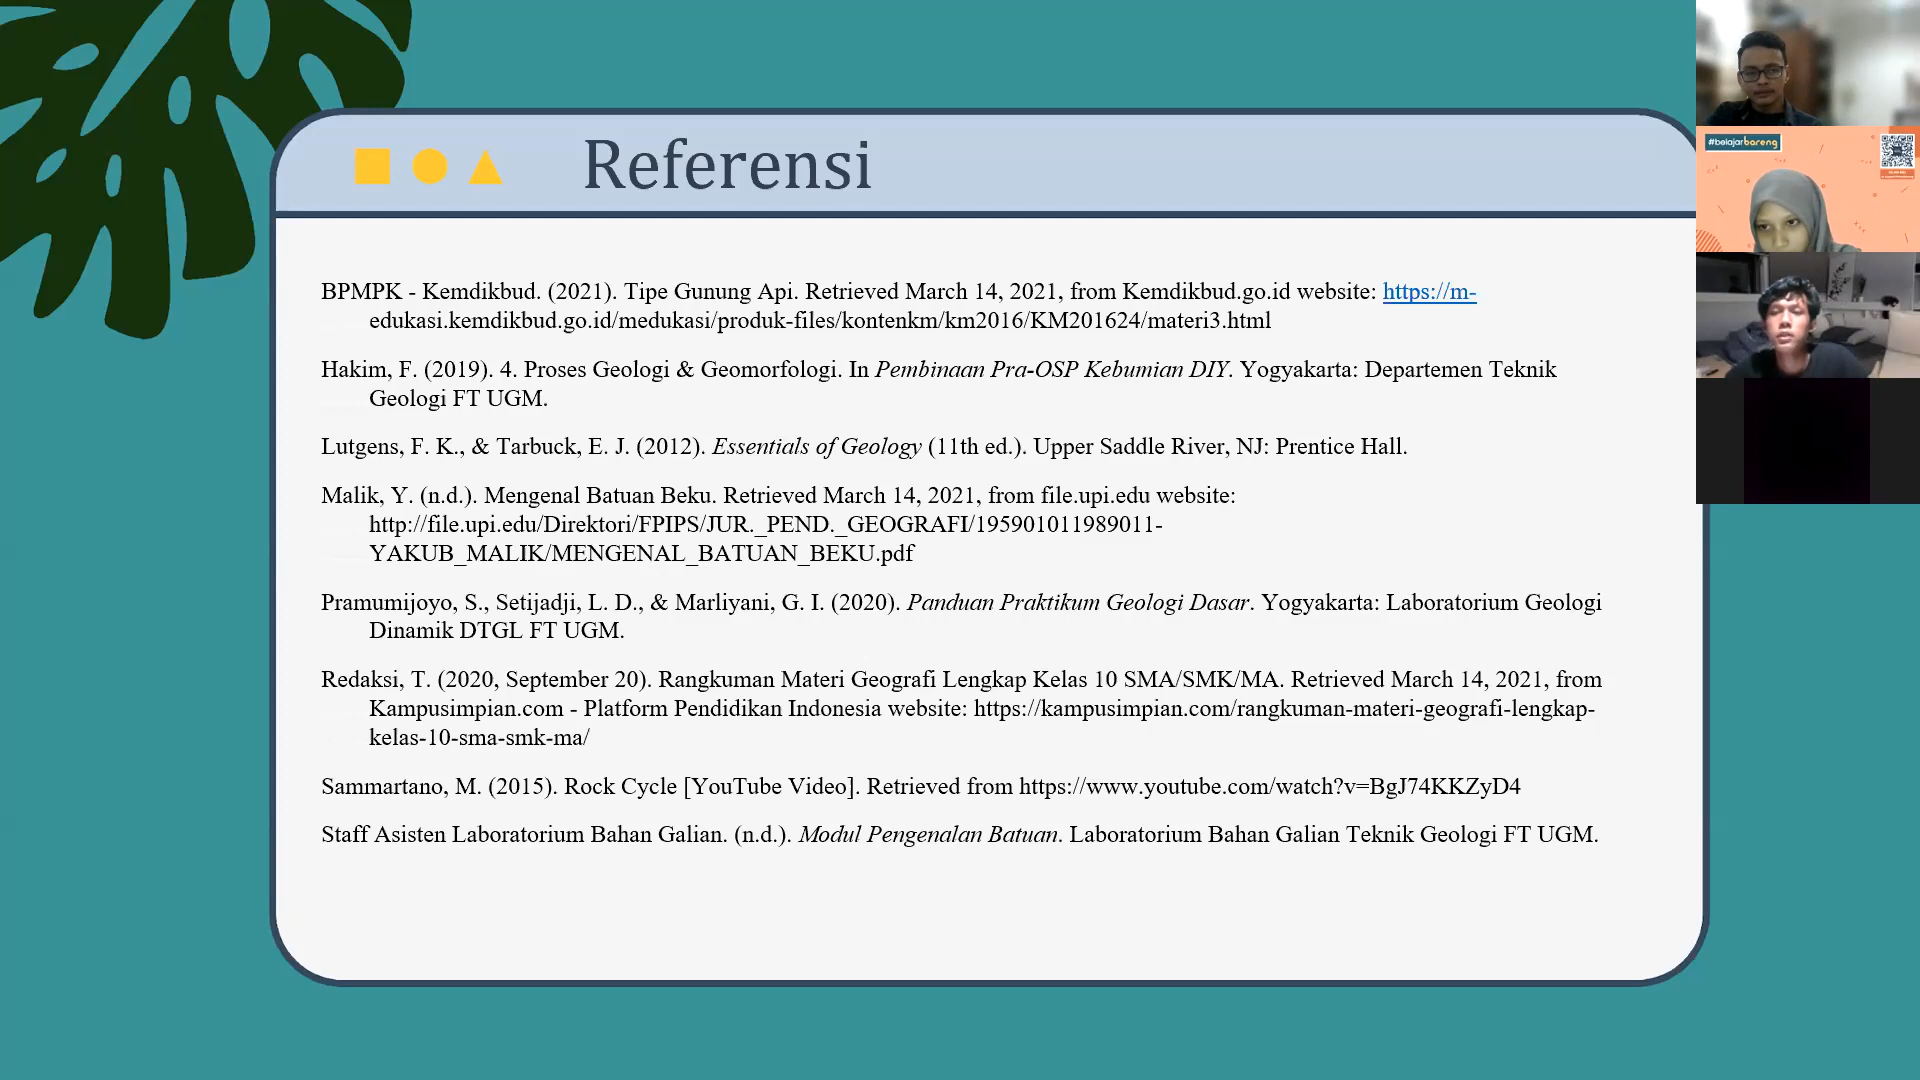 Referensi
#belajarbareng
BPMPK - Kemdikbud. (2021). Tipe Gunung Api. Retrieved March 14, 2021, from Kemdikbud.go.id website: https://m-
edukasi.kemdikbud.go.id/medukasi/produk-files/kontenkm/km2016/KM201624/materi3.html
Hakim, F. (2019). 4. Proses Geologi & Geomorfologi. In Pembinaan Pra-OSP Kebumian DIY. Yogyakarta: Departemen Teknik
Geologi FT UGM.
Lutgens, F. K., & Tarbuck, E. J. (2012). Essentials of Geology (11th ed.). Upper Saddle River, NJ: Prentice Hall.
Malik, Y. (n.d.). Mengenal Batuan Beku. Retrieved March 14, 2021, from file.upi.edu website:
http://file.upi.edu/Direktori/FPIPS/JUR._PEND._GEOGRAFI/195901011989011-
YAKUB_MALIK/MENGENAL_BATUAN_BEKU.pdf
Pramumijoyo, S., Setijadji, L. D., & Marliyani, G. I. (2020). Panduan Praktikum Geologi Dasar. Yogyakarta: Laboratorium Geologi
Dinamik DTGL FT UGM.
Redaksi, T. (2020, September 20). Rangkuman Materi Geografi Lengkap Kelas 10 SMA/SMK/MA. Retrieved March 14, 2021, from
Kampusimpian.com - Platform Pendidikan Indonesia website: https://kampusimpian.com/rangkuman-materi-geografi-lengkap-
kelas-10-sma-smk-ma/
Sammartano, M. (2015). Rock Cycle [YouTube Video]. Retrieved from https://www.youtube.com/watch?v=BgJ74KKZyD4
Staff Asisten Laboratorium Bahan Galian. (n.d.). Modul Pengenalan Batuan. Laboratorium Bahan Galian Teknik Geologi FT UGM.